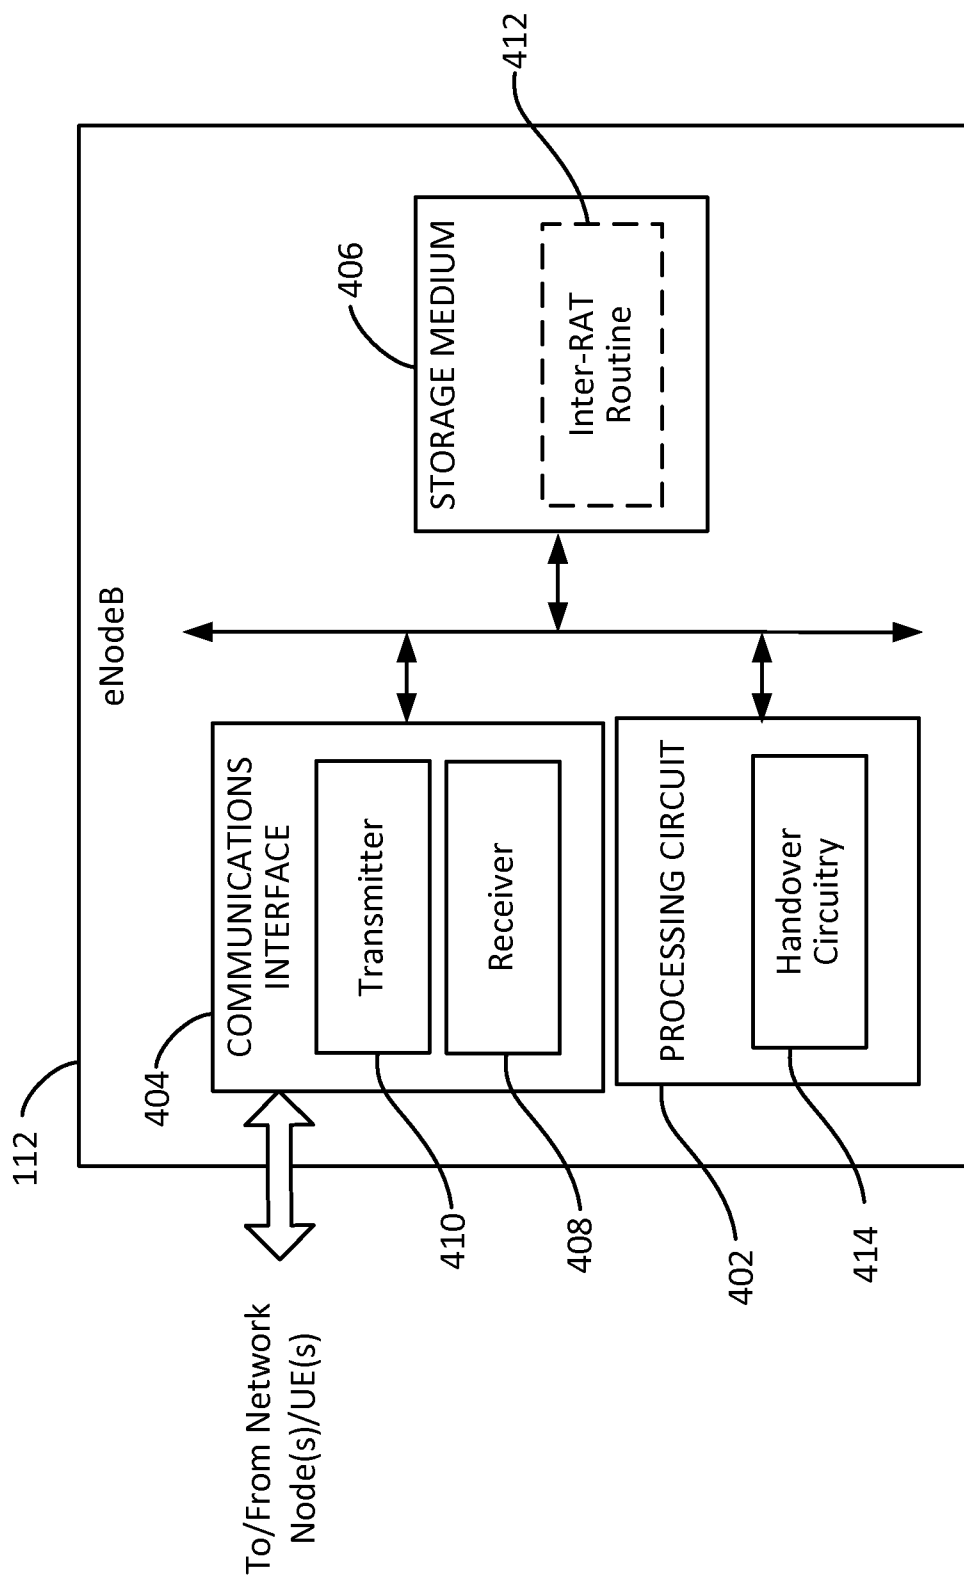 112
eNodeB
404
COMMUNICATIONS
INTERFACE
Transmitter
Receiver
410
408
To/From Network
Node(s)/UE(s)
406
STORAGE MEDIUM
Inter-RAT
Routine
412
PROCESSING CIRCUIT
Handover
Circuitry
402
414